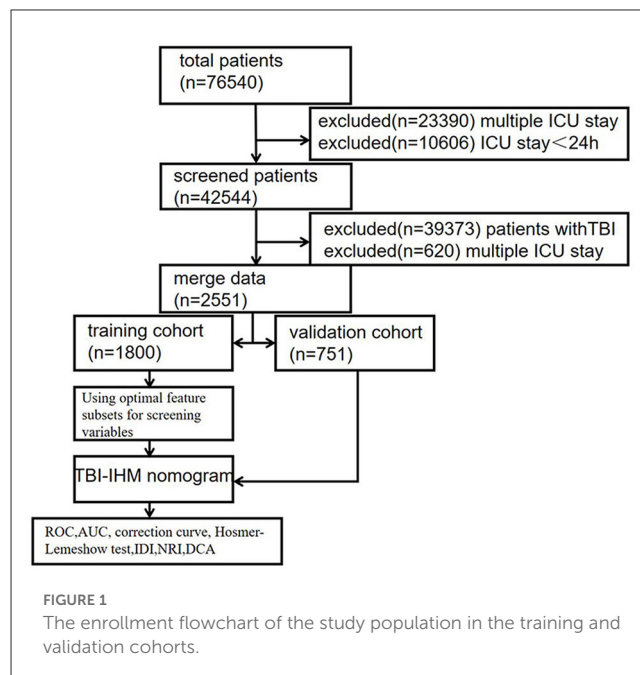 total patients
(n=76540)
excluded(n=23390) multiple ICU stay
excluded(n=10606) ICU stay＜24h
screened patients
(n=42544)
excluded(n=39373) patients withTBI
excluded(n=620) multiple ICU stay
merge data
(n=2551)
training cohort
(n=1800)
validation cohort
(n=751)
Using optimal feature
subsets for screening
variables
TBI-IHM nomogram
ROC,AUC, correction curve, Hosmer-
Lemeshow test,IDI,NRI,DCA
FIGURE 1
The enrollment flowchart of the study population in the training and
validation cohorts.